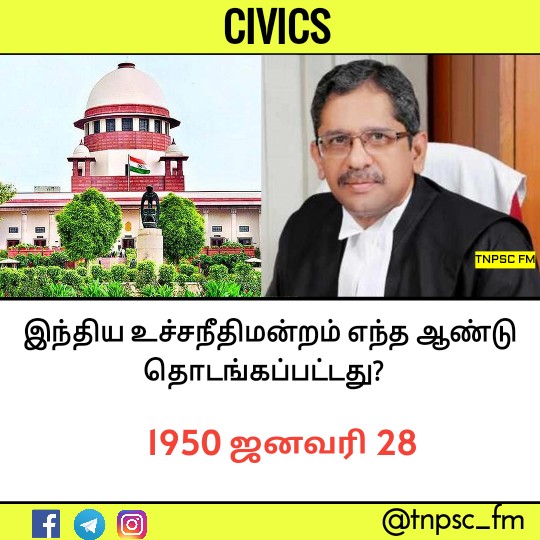 CIVICS
TNPSC FM
இந்திய உச்சநீதிமன்றம் எந்த ஆண்டு
தொடங்கப்பட்டது?
1950 ஜனவரி 28
@tnpsc_fm